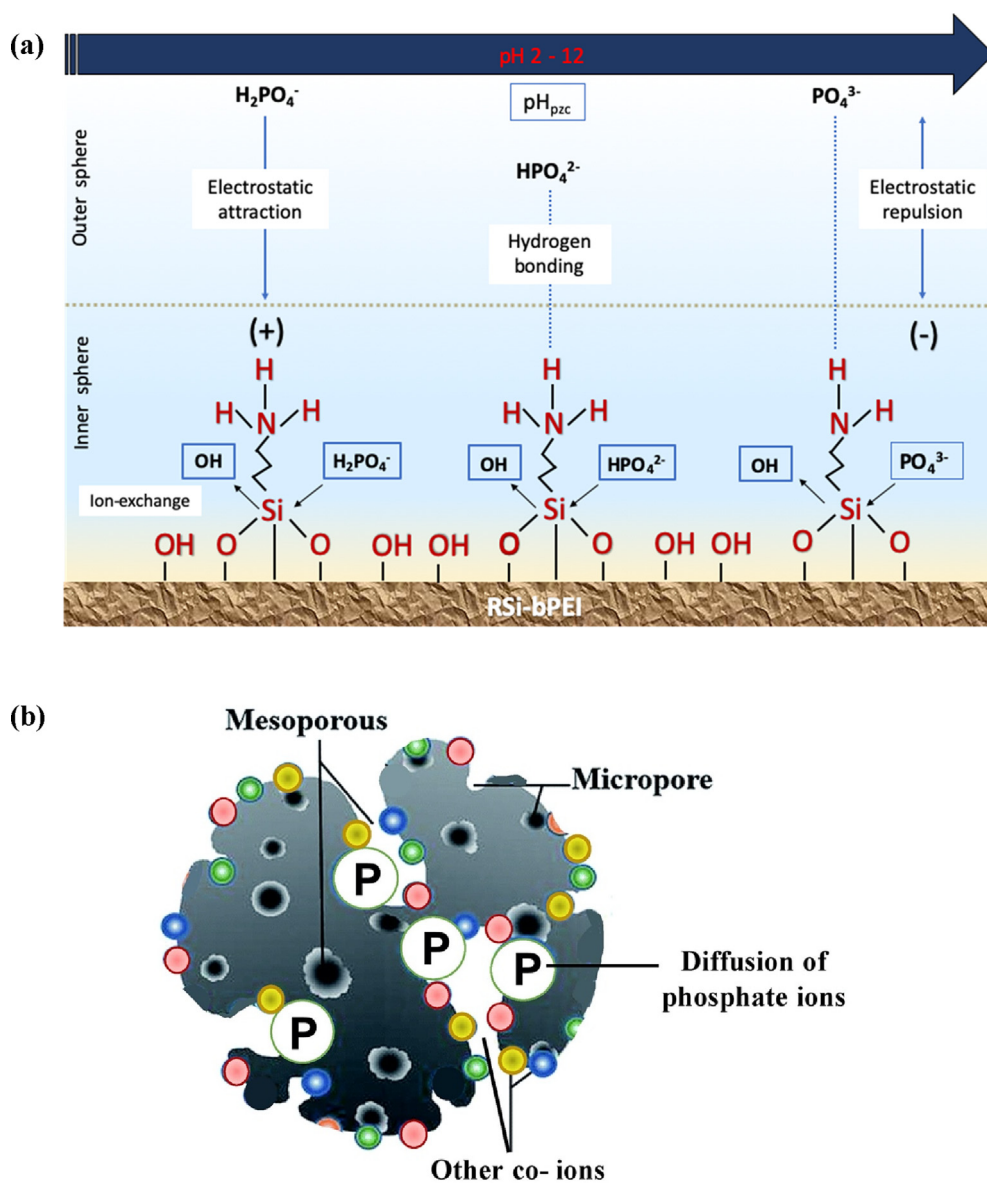 (a)
pH 2 - 12
H₂PO₄⁻
pHpzc
PO₄³⁻
HPO₄²⁻
Outer sphere
Electrostatic
attraction
Hydrogen
bonding
Electrostatic
repulsion
Inner sphere
(+)
(-)
H
H
H
H
H
N
H
H
N
N
H
OH
H₂PO₄⁻
OH
HPO₄²⁻
OH
PO₄³⁻
Ion-exchange
Si
Si
Si
OH
O
O
OH
OH
O
O
OH
OH
O
O
RSi-bPEI
(b)
Mesoporous
Micropore
P
P
P
P
Diffusion of
phosphate ions
Other co- ions